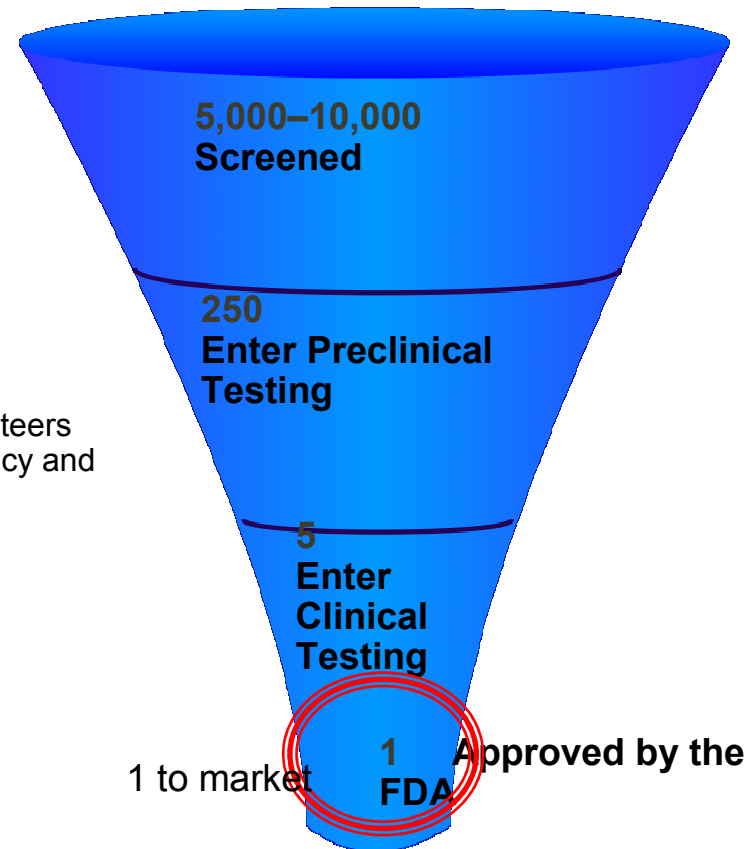 5,000–10,000
Screened
250
Enter Preclinical
Testing
teers
cy and
5
Enter
Clinical
Testing
1 Approved by the
FDA
1 to market